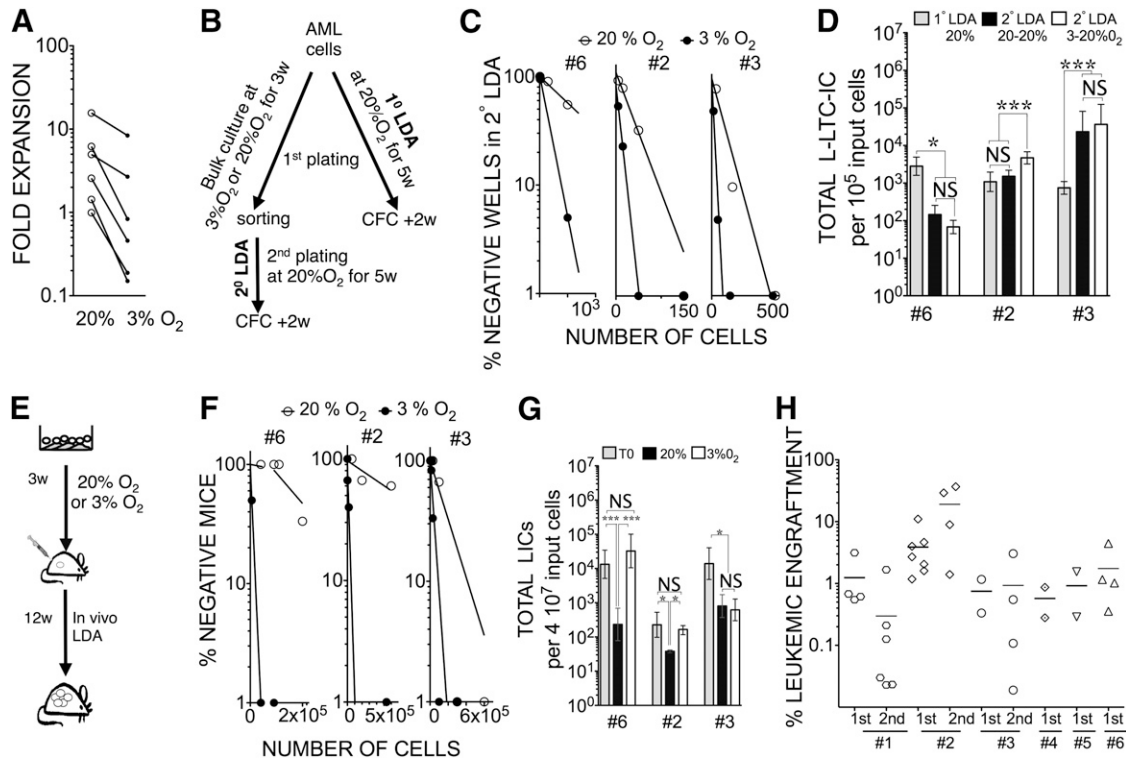 A
FOLD EXPANSION
100
10
1
0.1
20% 3% O2
B
AML
cells
Bulk culture at
3%O2 or 20%O2 for 3w
1st plating
1º LDA
at 20%O2 for 5w
sorting
CFC +2w
2º LDA
2nd plating
at 20%O2 for 5w
CFC +2w
C
20 % O2 3 % O2
#6 #2 #3
% NEGATIVE WELLS in 2° LDA
100
10
1
10³ 0 150 0 500
NUMBER OF CELLS
D
1° LDA 2° LDA 2° LDA
20% 20-20% 3-20%0₂
TOTAL L-LTC-IC
per 10⁵ input cells
10⁷
10⁶
10⁵
10⁴
10³
10²
10¹
10⁰
* NS
NS ***
*** NS
#6 #2 #3
E
3w 20% O2
or 3% O2
12w In vivo
LDA
F
20 % O2 3 % O2
#6 #2 #3
% NEGATIVE MICE
100 100 100
10 10 10
1 1 1
2x10⁵ 5x10⁵ 6x10⁵
NUMBER OF CELLS
G
T0 20% 3%0₂
TOTAL LICs
per 4 10⁷ input cells
10⁷
10⁶
10⁵
10⁴
10³
10²
10¹
10⁰
NS
*** ***
NS
* *
*
NS
#6 #2 #3
H
% LEUKEMIC ENGRAFTMENT
100
10
1
0.1
1st 2nd 1st 2nd 1st 2nd 1st 1st 1st
#1 #2 #3 #4 #5 #6